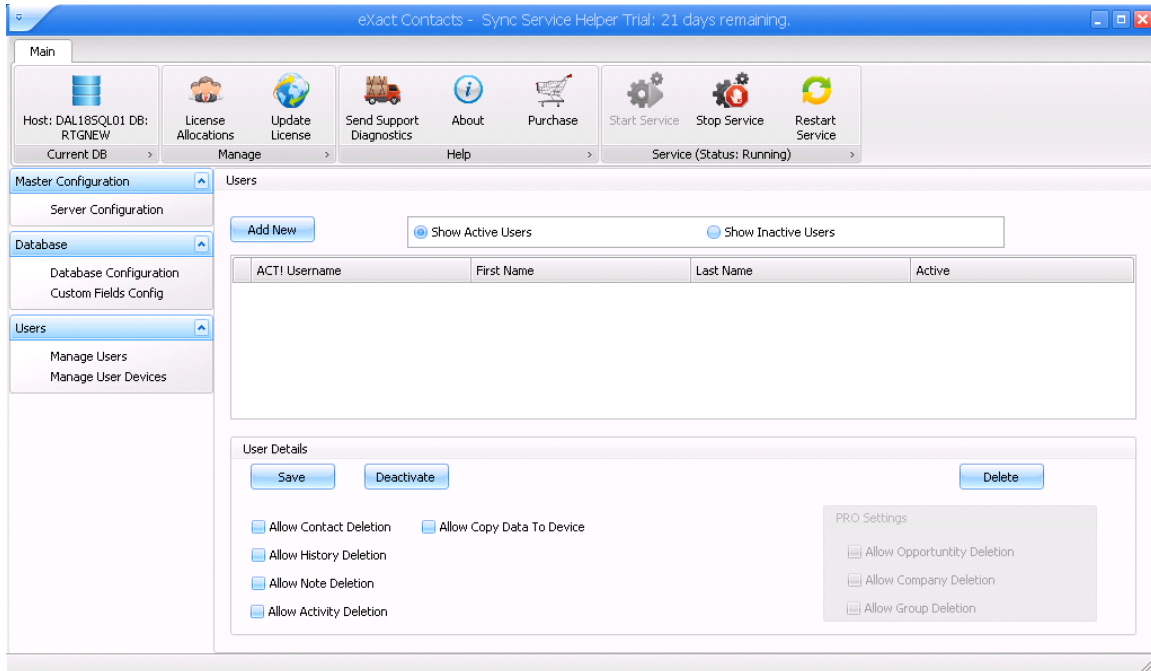 eXact Contacts - Sync Service Helper Trial: 21 days remaining.
Main
Host: DAL18SQL01 DB: RTGNEW
License Allocations
Update License
Send Support Diagnostics
About
Purchase
Start Service
Stop Service
Restart Service
Current DB
Manage
Help
Service (Status: Running)
Master Configuration
Server Configuration
Database
Database Configuration
Custom Fields Config
Users
Manage Users
Manage User Devices
Users
Add New
Show Active Users
Show Inactive Users
ACT! Username
First Name
Last Name
Active
User Details
Save
Deactivate
Delete
Allow Contact Deletion
Allow Copy Data To Device
Allow History Deletion
Allow Note Deletion
Allow Activity Deletion
PRO Settings
Allow Opportuntity Deletion
Allow Company Deletion
Allow Group Deletion